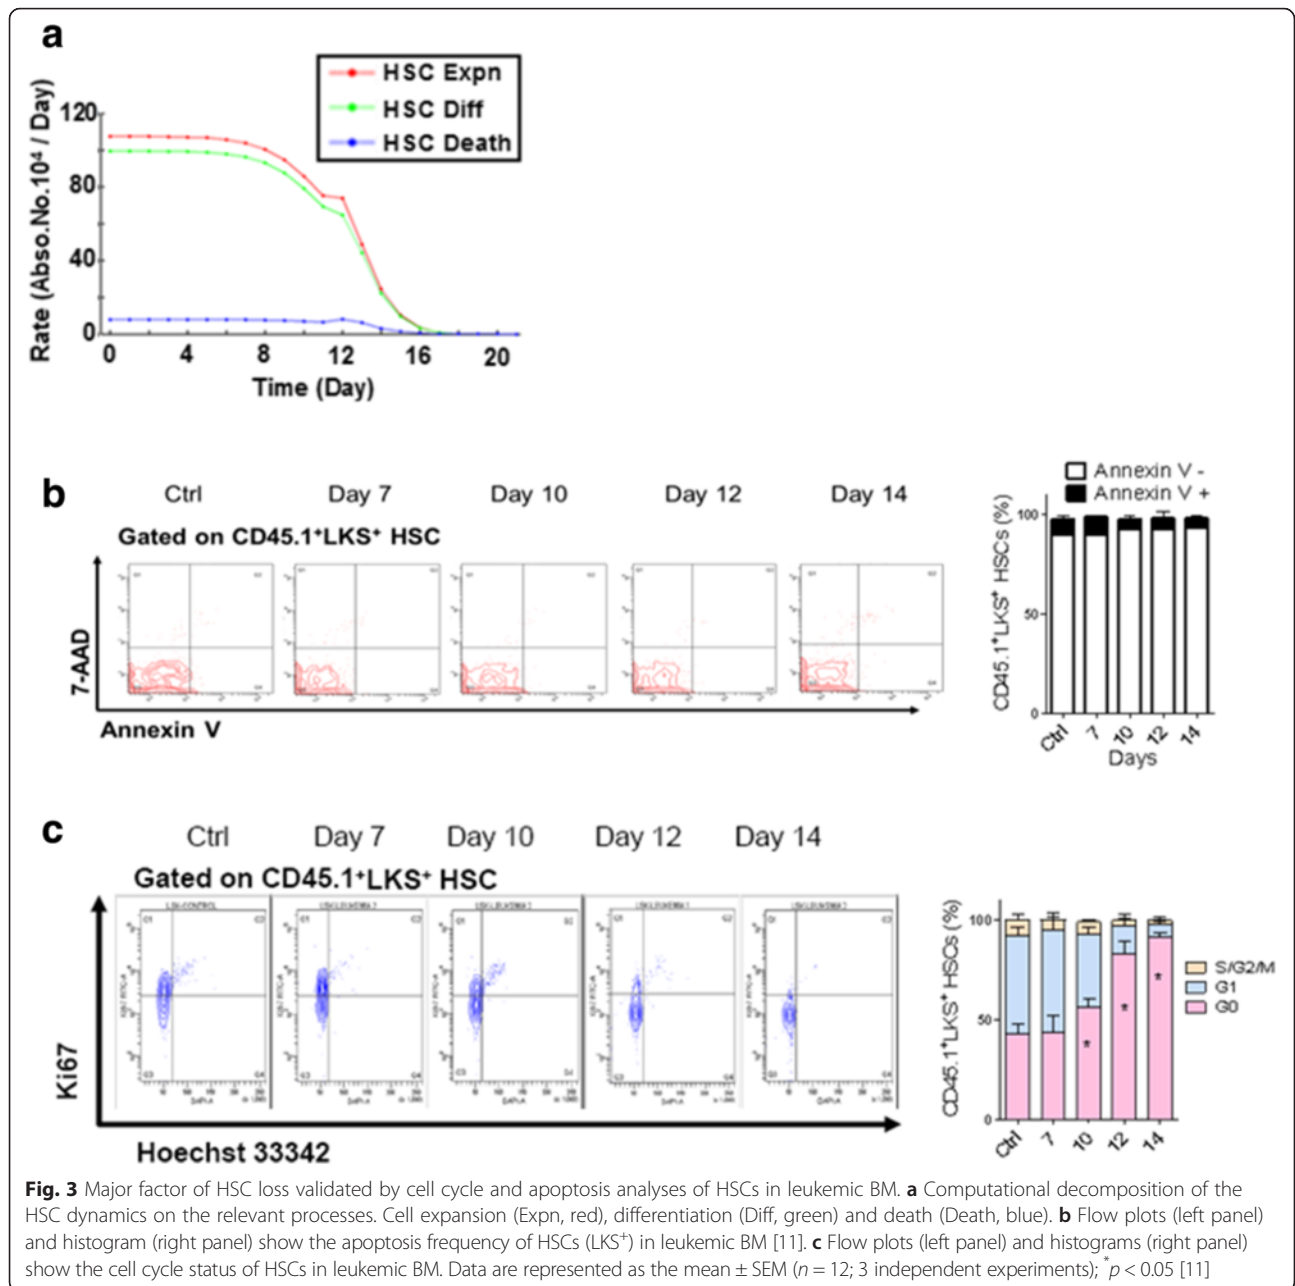 a
HSC Expn
HSC Diff
HSC Death
Rate (Abso.No.10⁴ / Day)
120
80
40
0
0 4 8 12 16 20
Time (Day)
b
Ctrl Day 7 Day 10 Day 12 Day 14
Gated on CD45.1⁺LKS⁺ HSC
7-AAD
Annexin V
Annexin V -
Annexin V +
CD45.1⁺LKS⁺ HSCs (%)
100
50
0
Ctrl 7 10 12 14
Days
c
Ctrl Day 7 Day 10 Day 12 Day 14
Gated on CD45.1⁺LKS⁺ HSC
Ki67
Hoechst 33342
CD45.1⁺LKS⁺ HSCs (%)
100
50
0
* * *
Ctrl 7 10 12 14
S/G2/M
G1
G0
Fig. 3 Major factor of HSC loss validated by cell cycle and apoptosis analyses of HSCs in leukemic BM. a Computational decomposition of the
HSC dynamics on the relevant processes. Cell expansion (Expn, red), differentiation (Diff, green) and death (Death, blue). b Flow plots (left panel)
and histogram (right panel) show the apoptosis frequency of HSCs (LKS⁺) in leukemic BM [11]. c Flow plots (left panel) and histograms (right panel)
show the cell cycle status of HSCs in leukemic BM. Data are represented as the mean ± SEM (n = 12; 3 independent experiments); *p < 0.05 [11]